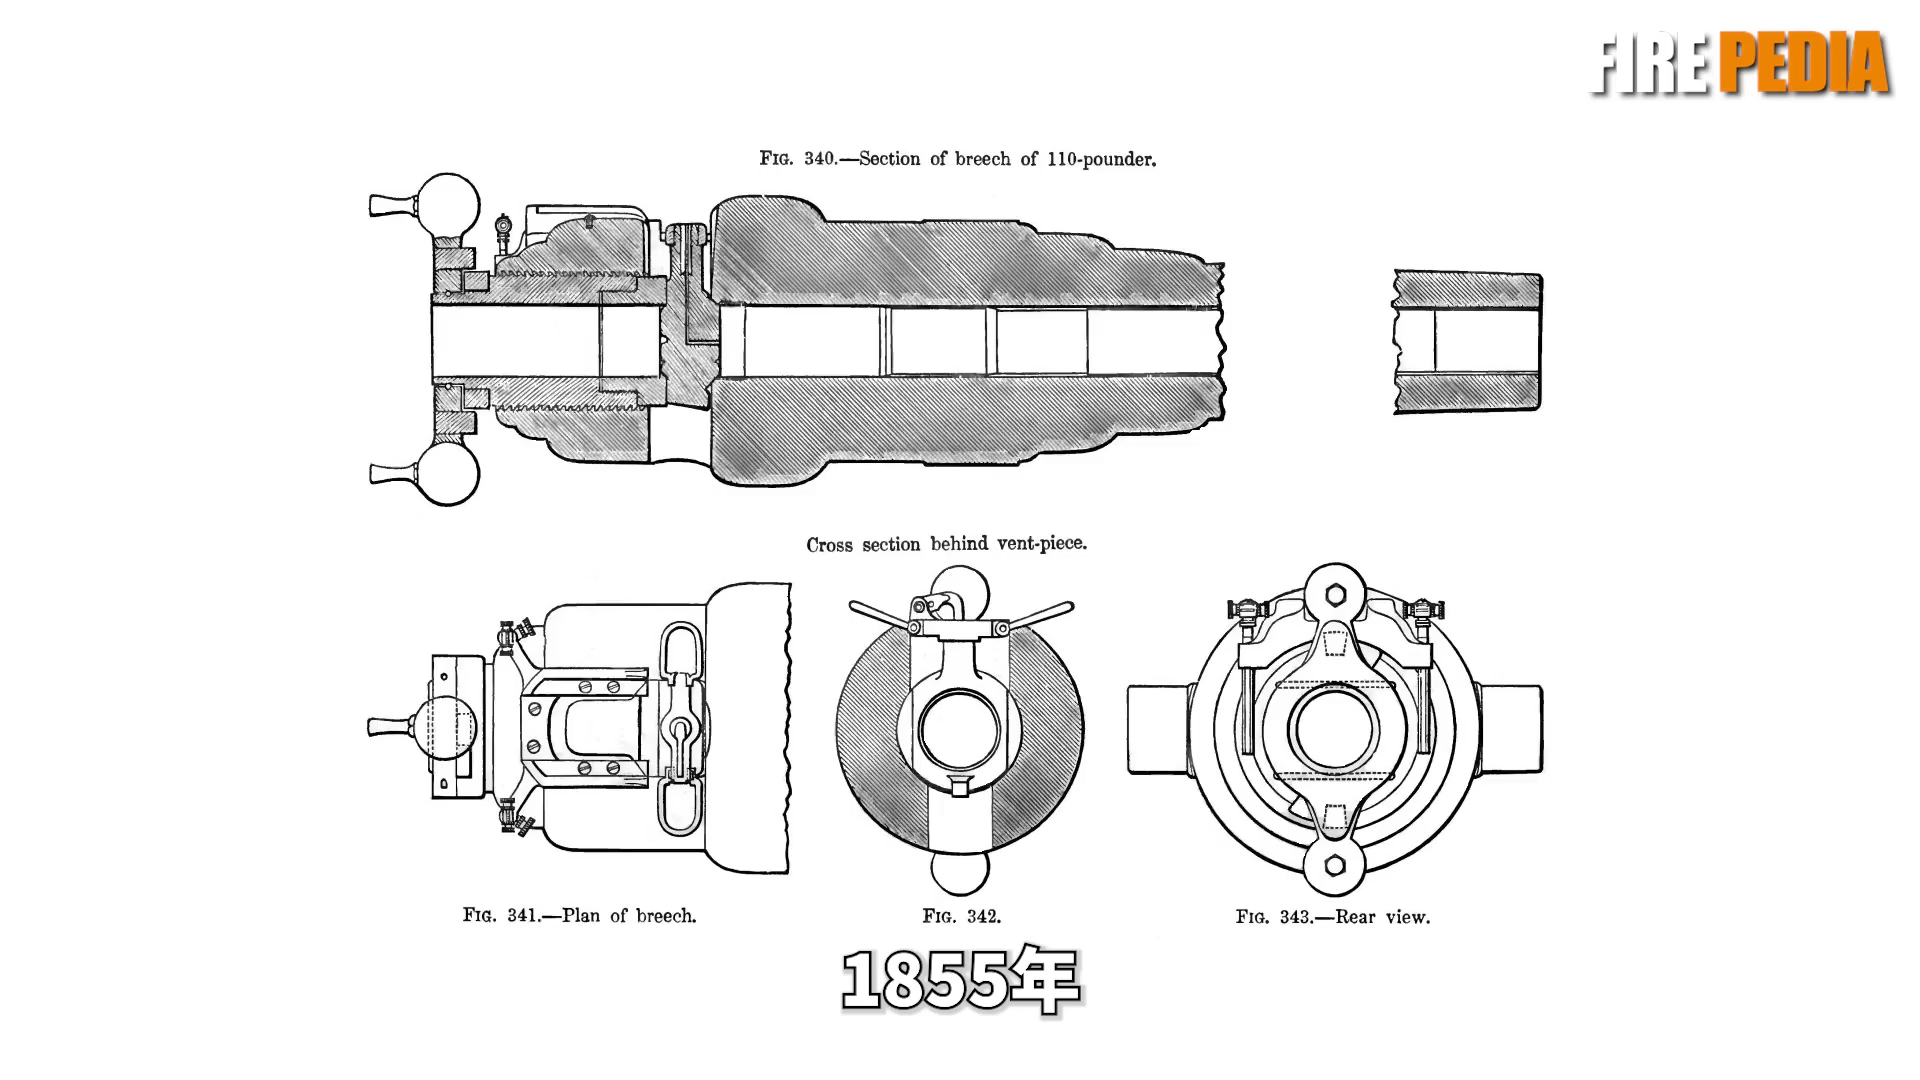 FIREPEDIA
FIG. 340.—Section of breech of 110-pounder.
Cross section behind vent-piece.
FIG. 341.—Plan of breech.
FIG. 342.
FIG. 343.—Rear view.
1855年